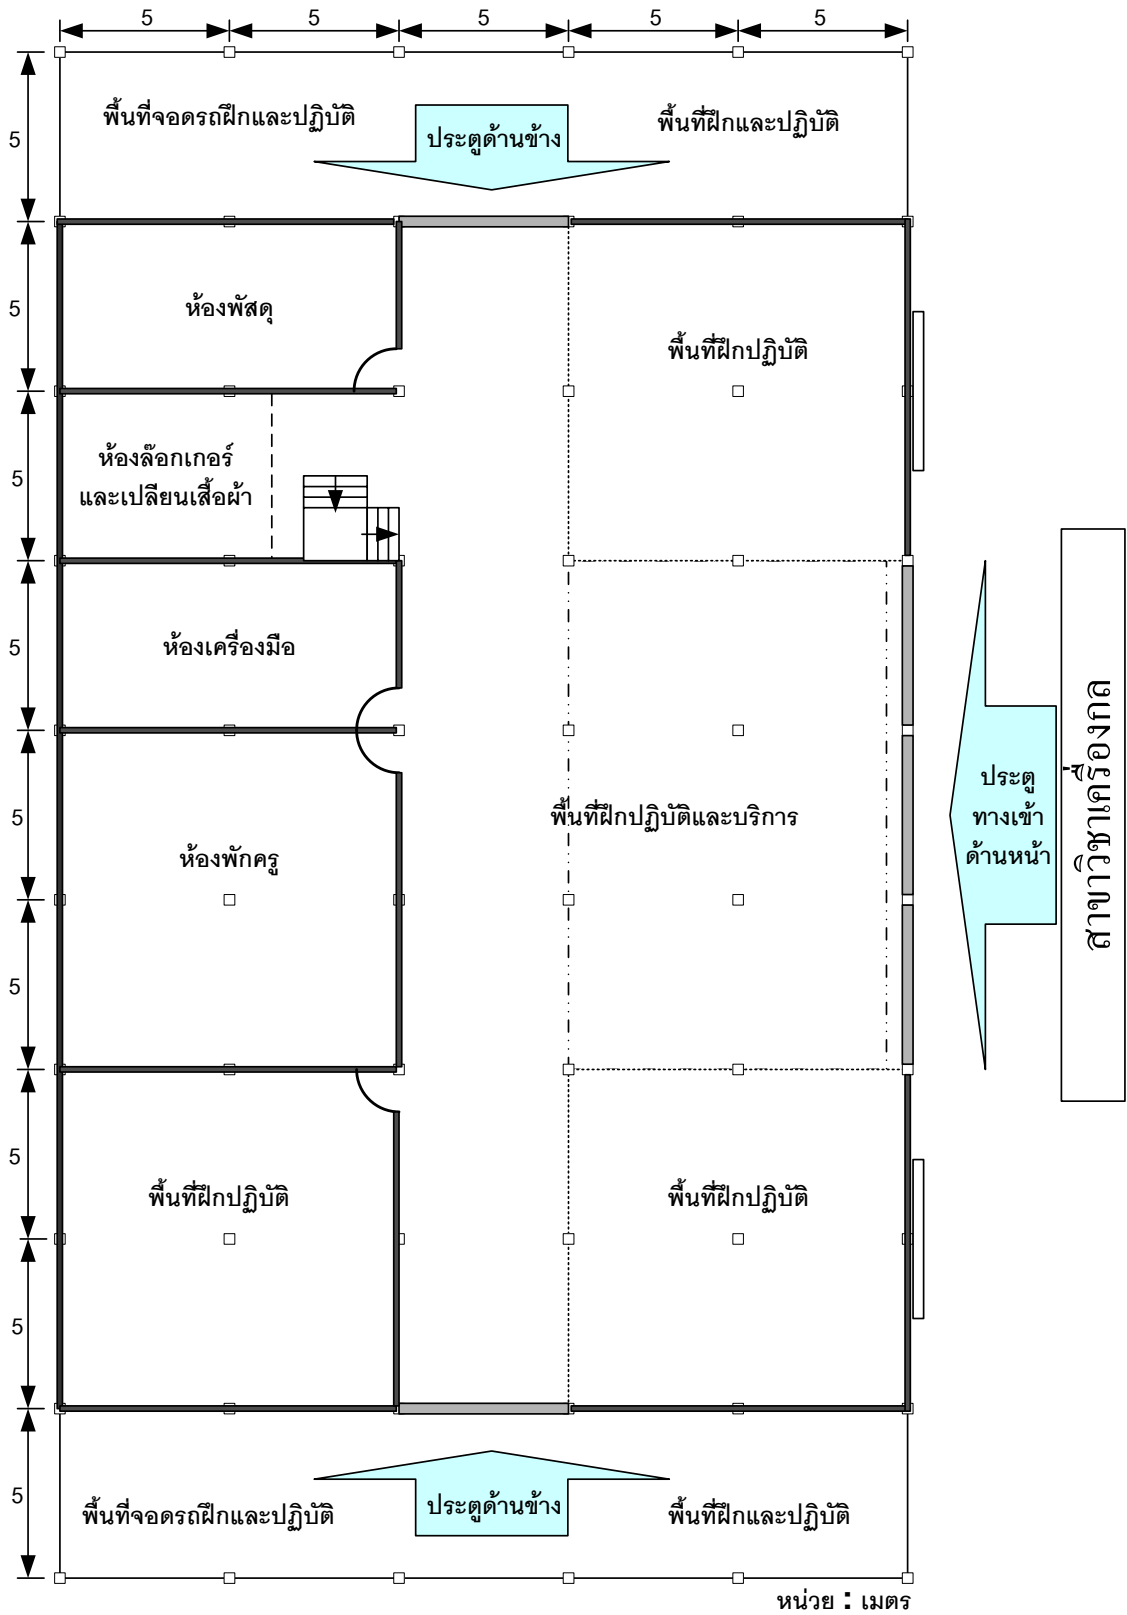 5 5 5 5 5
5
พื้นที่จอดรถฝึกและปฏิบัติ
ประตูด้านข้าง
พื้นที่ฝึกและปฏิบัติ
5
ห้องพัสดุ
พื้นที่ฝึกปฏิบัติ
5
ห้องล๊อกเกอร์
และเปลียนเสื้อผ้า
5
ห้องเครื่องมือ
5
ห้องพักครู
พื้นที่ฝึกปฏิบัติและบริการ
ประตู
ทางเข้า
ด้านหน้า
สาขาวิชาเครื่องกล
5
5
พื้นที่ฝึกปฏิบัติ
พื้นที่ฝึกปฏิบัติ
5
5
พื้นที่จอดรถฝึกและปฏิบัติ
ประตูด้านข้าง
พื้นที่ฝึกและปฏิบัติ
หน่วย : เมตร